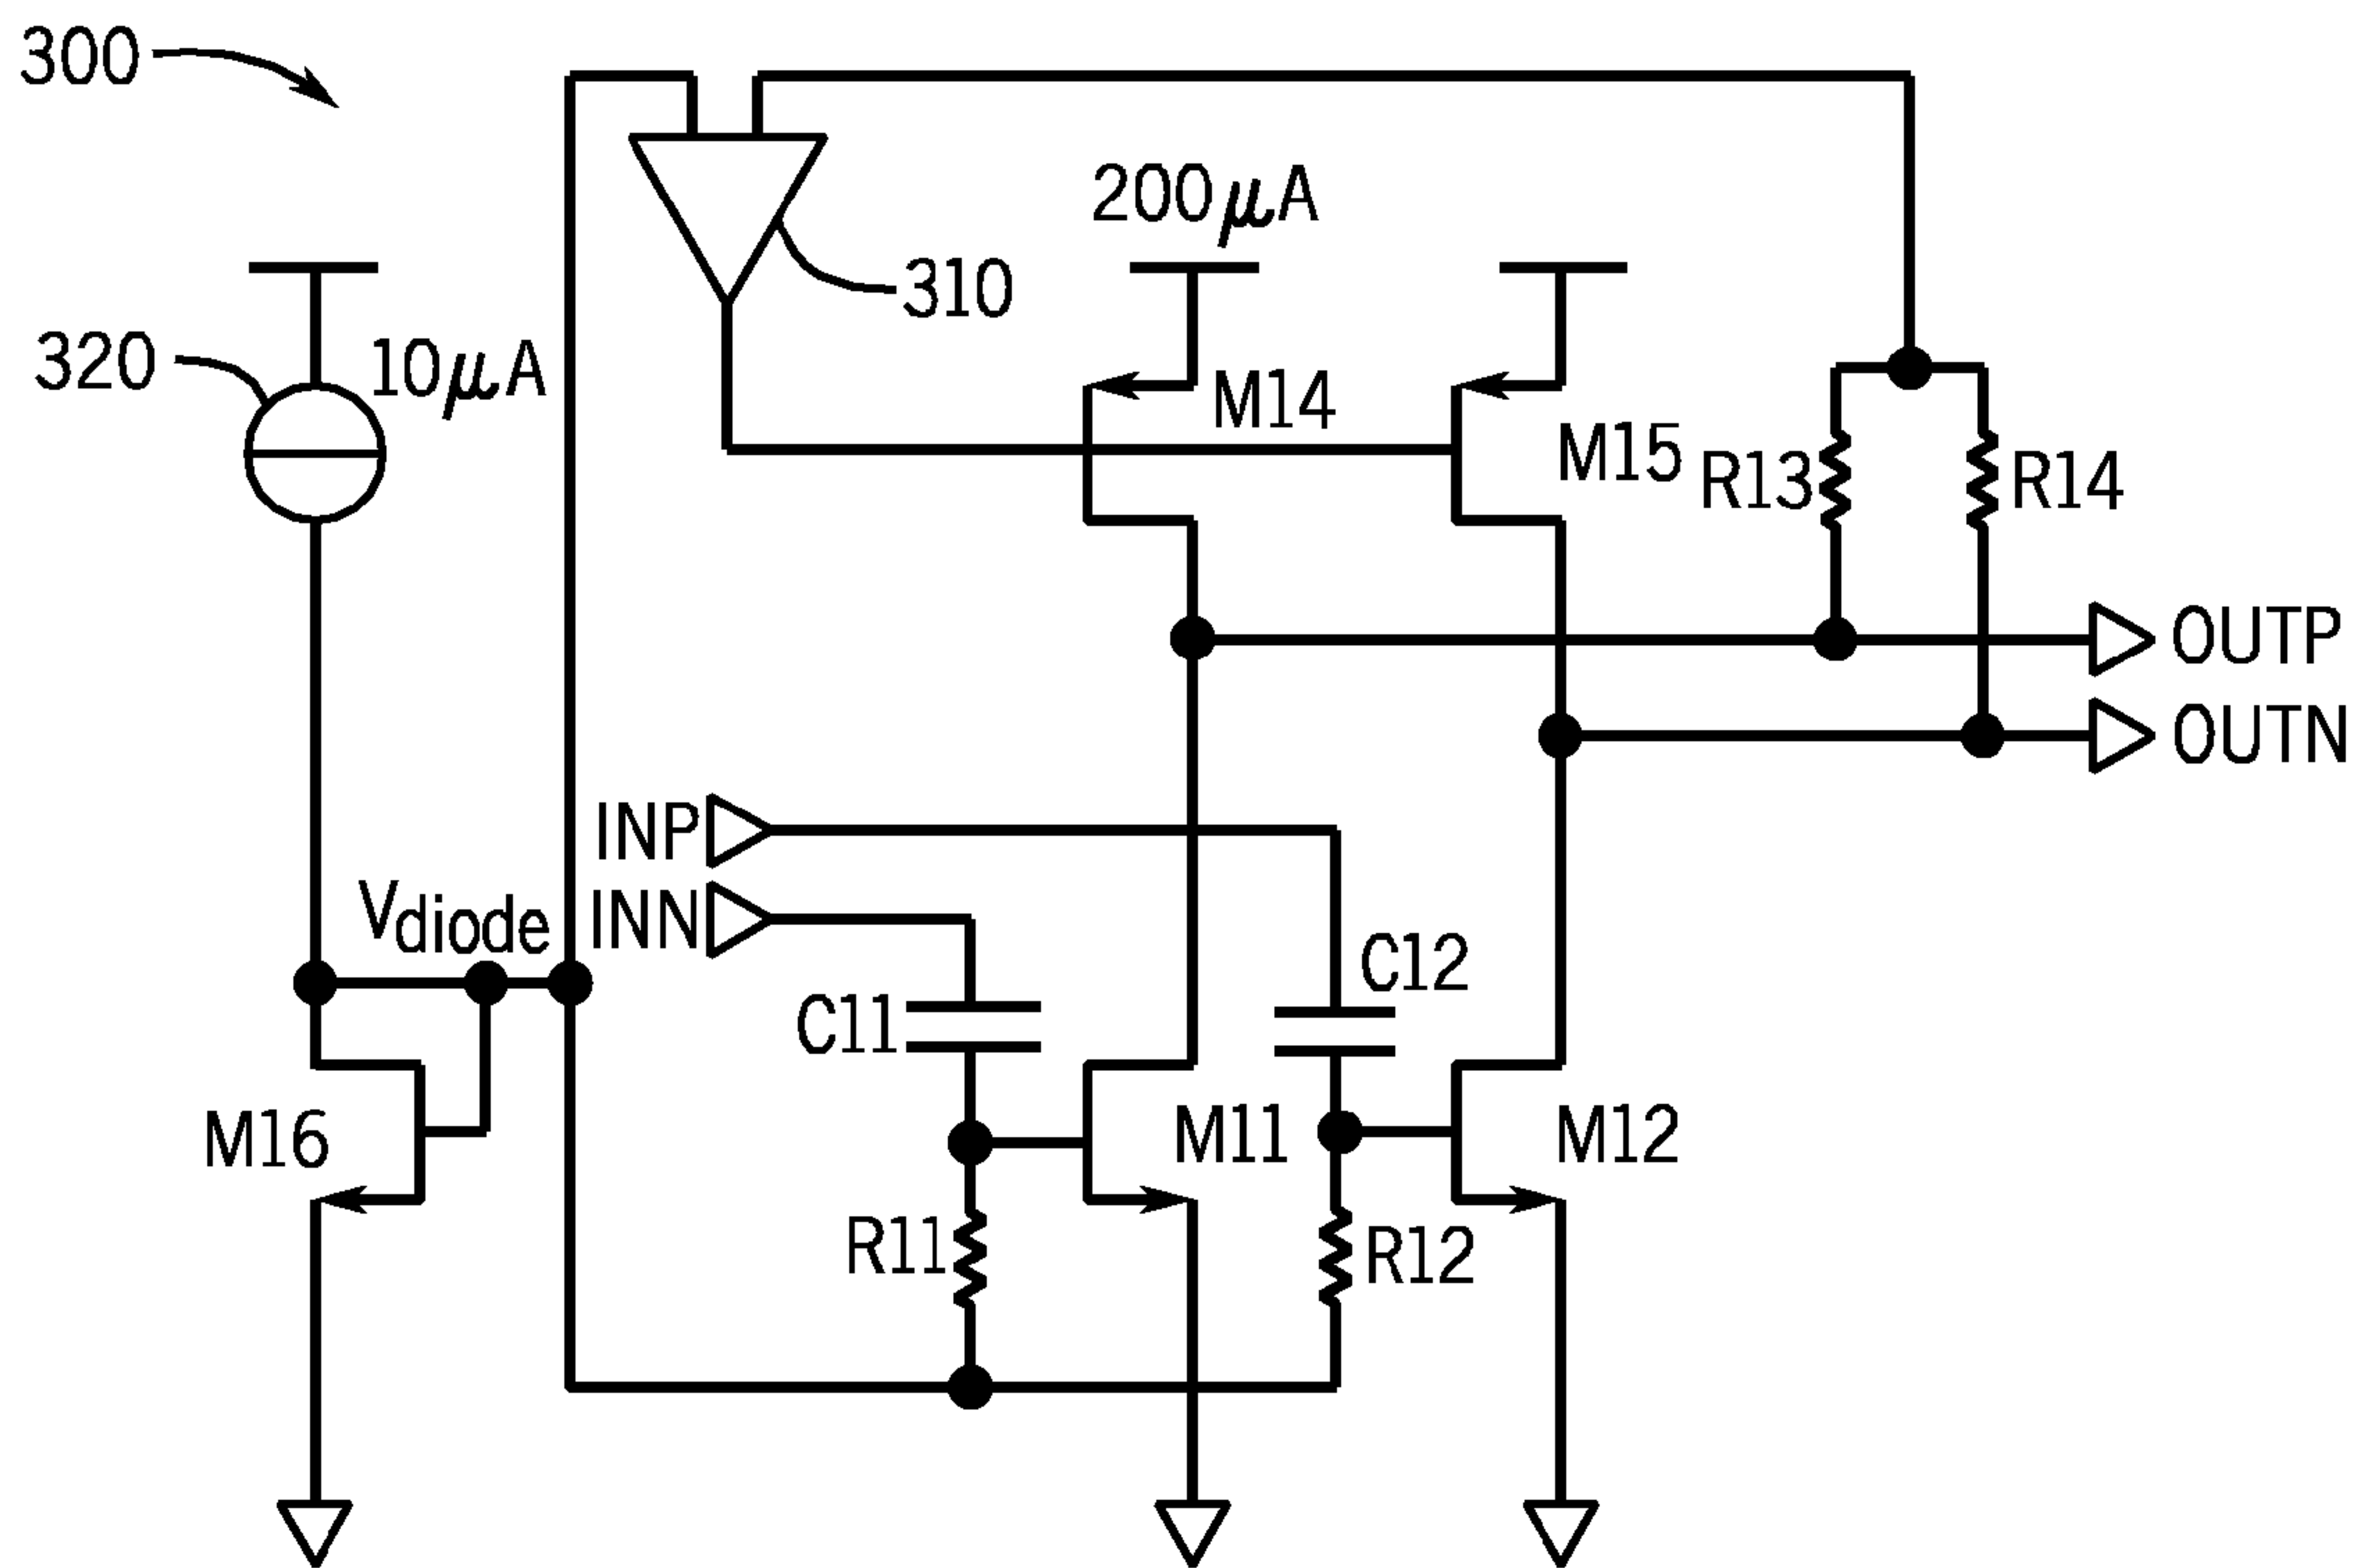 300
200μA
310
320
10μA
M14
M15
R13
R14
OUTP
OUTN
INP
INN
Vdiode
C12
C11
M16
M11
M12
R11
R12